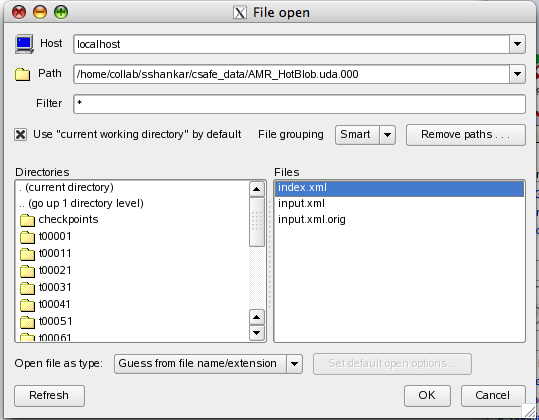 File open
Host
localhost
Path
/home/collab/sshankar/csafe_data/AMR_HotBlob.uda.000
Filter
*
Use "current working directory" by default
File grouping
Smart
Remove paths . . .
Directories
Files
. (current directory)
.. (go up 1 directory level)
checkpoints
t00001
t00011
t00021
t00031
t00041
t00051
t00061
index.xml
input.xml
input.xml.orig
Open file as type:
Guess from file name/extension
Set default open options...
Refresh
OK
Cancel